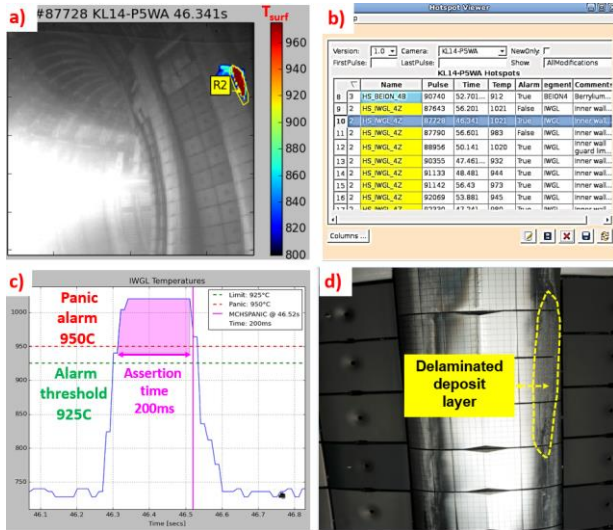 a)
#87728 KL14-P5WA 46.341s
T_surf
960
940
920
900
880
860
840
820
800
R2
b)
Hotspot Viewer
Version: 1.0 Camera: KL14-P5WA NewOnly:
FirstPulse: LastPulse: Show: AllModifications
KL14-P5WA Hotspots
Name Pulse Time Temp Alarm egment Comments
8 3 HS_BEION_4B 90740 52.701... 912 True BEION4 Berrylium...
9 2 HS_IWGL_4Z 87643 56.201 1021 False IWGL Inner wall...
10 2 HS_IWGL_4Z 87728 46.341 1021 True IWGL Inner wall...
11 2 HS_IWGL_4Z 87790 56.601 983 False IWGL Inner wall...
12 2 HS_IWGL_4Z 88956 50.141 1020 True IWGL Inner wall guard lim...
13 2 HS_IWGL_4Z 90355 47.461... 932 True IWGL Inner wall...
14 2 HS_IWGL_4Z 91133 48.481 944 True IWGL Inner wall...
15 2 HS_IWGL_4Z 91142 56.43 973 True IWGL Inner wall...
16 2 HS_IWGL_4Z 92069 53.881 945 True IWGL Inner wall...
Columns ...
c)
IWGL Temperatures
Limit: 925°C
Panic: 950°C
MCHSPANIC @ 46.52s
Time: 200ms
Panic
alarm
950C
Alarm
threshold
925C
Assertion
time
200ms
1000
950
900
850
800
750
46.1 46.2 46.3 46.4 46.5 46.6 46.7 46.8
Time [secs]
d)
Delaminated
deposit
layer